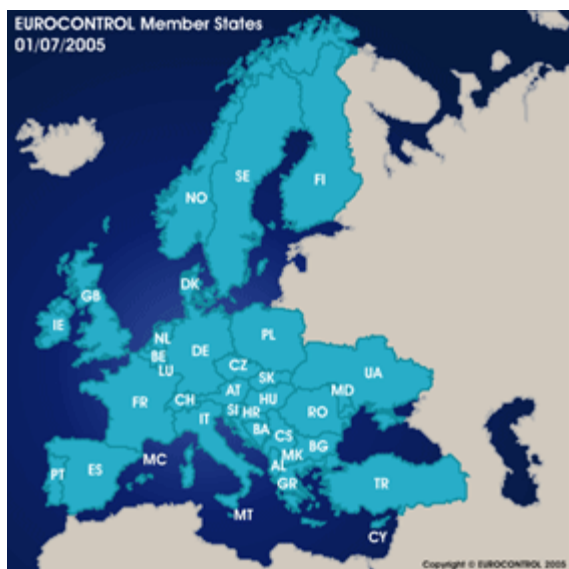 EUROCONTROL Member States
01/07/2005
SE
FI
NO
DK
GB
IE
NL
PL
BE
DE
LU
CZ
UA
SK
MD
AT
HU
CH
FR
RO
SI
HR
IT
BA
CS
BG
MK
MC
AL
PT
ES
GR
TR
MT
CY
Copyright © EUROCONTROL 2005